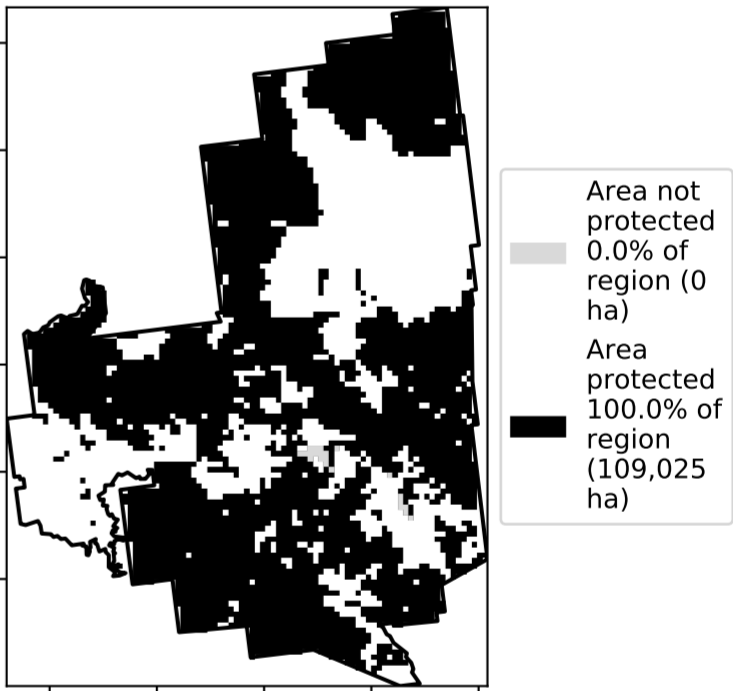 Area not
protected
0.0% of
region (0
ha)
Area
protected
100.0% of
region
(109,025
ha)